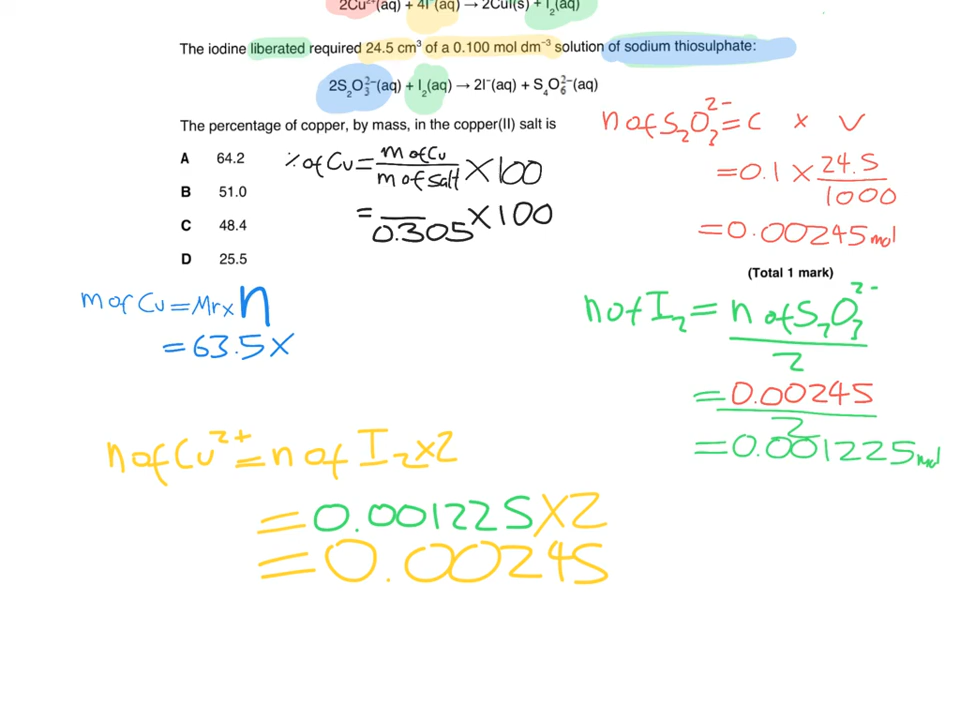 2Cu²⁺(aq) + 4I⁻(aq) → 2CuI(s) + I₂(aq)
The iodine liberated required 24.5 cm³ of a 0.100 mol dm⁻³ solution of sodium thiosulphate:
2S₂O₃²⁻(aq) + I₂(aq) → 2I⁻(aq) + S₄O₆²⁻(aq)
The percentage of copper, by mass, in the copper(II) salt is
A 64.2
B 51.0
C 48.4
D 25.5
% of Cu = m of Cu / m of salt × 100
= — / 0.305 × 100
n of S₂O₃²⁻ = C × V
= 0.1 × 24.5 / 1000
= 0.00245 mol
(Total 1 mark)
m of Cu = Mr × n
= 63.5 ×
n of I₂ = n of S₂O₃²⁻ / 2
= 0.00245 / 2
= 0.001225 mol
n of Cu²⁺ = n of I₂ × 2
= 0.001225 × 2
= 0.00245